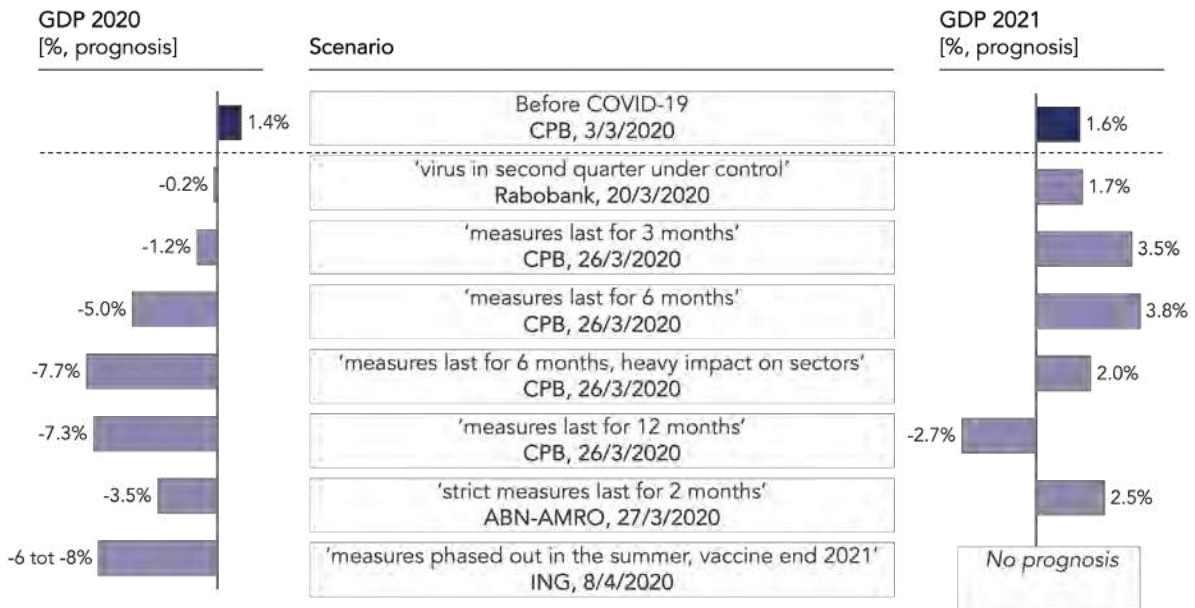 GDP 2020
[%, prognosis]
Scenario
GDP 2021
[%, prognosis]
1.4%
Before COVID-19
CPB, 3/3/2020
1.6%
-0.2%
'virus in second quarter under control'
Rabobank, 20/3/2020
1.7%
-1.2%
'measures last for 3 months'
CPB, 26/3/2020
3.5%
-5.0%
'measures last for 6 months'
CPB, 26/3/2020
3.8%
-7.7%
'measures last for 6 months, heavy impact on sectors'
CPB, 26/3/2020
2.0%
-7.3%
'measures last for 12 months'
CPB, 26/3/2020
-2.7%
-3.5%
'strict measures last for 2 months'
ABN-AMRO, 27/3/2020
2.5%
-6 tot -8%
'measures phased out in the summer, vaccine end 2021'
ING, 8/4/2020
No prognosis